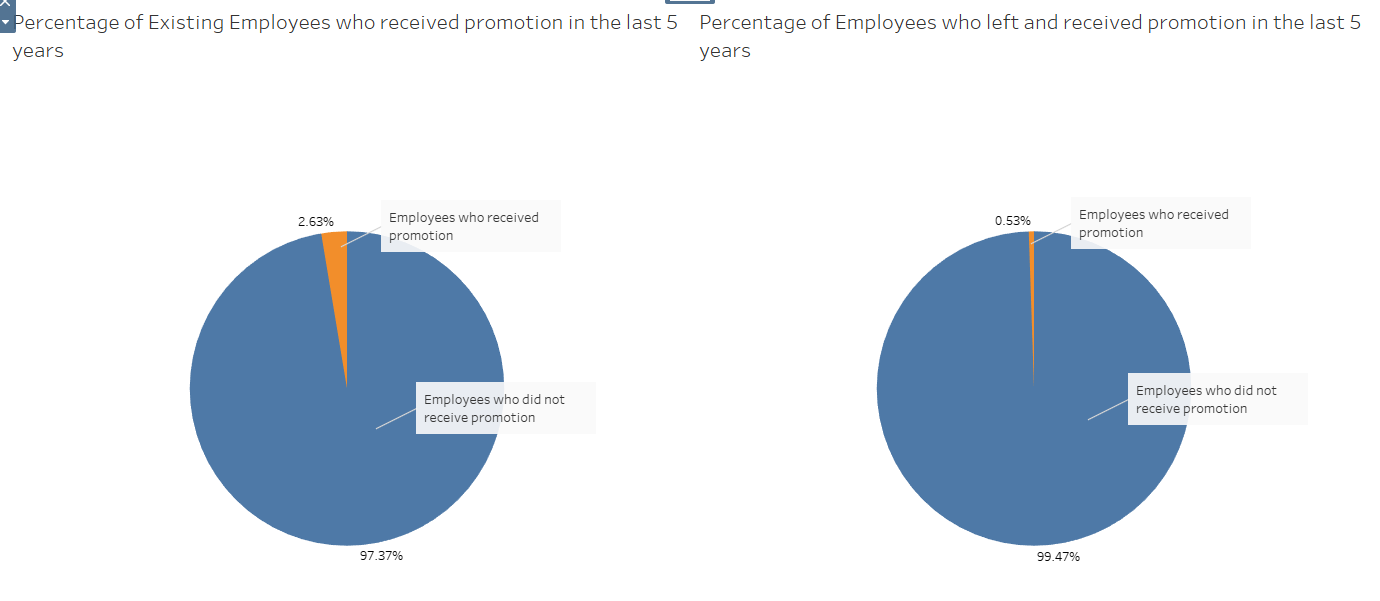 Percentage of Existing Employees who received promotion in the last 5
years
Percentage of Employees who left and received promotion in the last 5
years
2.63%
Employees who received
promotion
Employees who did not
receive promotion
97.37%
0.53%
Employees who received
promotion
Employees who did not
receive promotion
99.47%